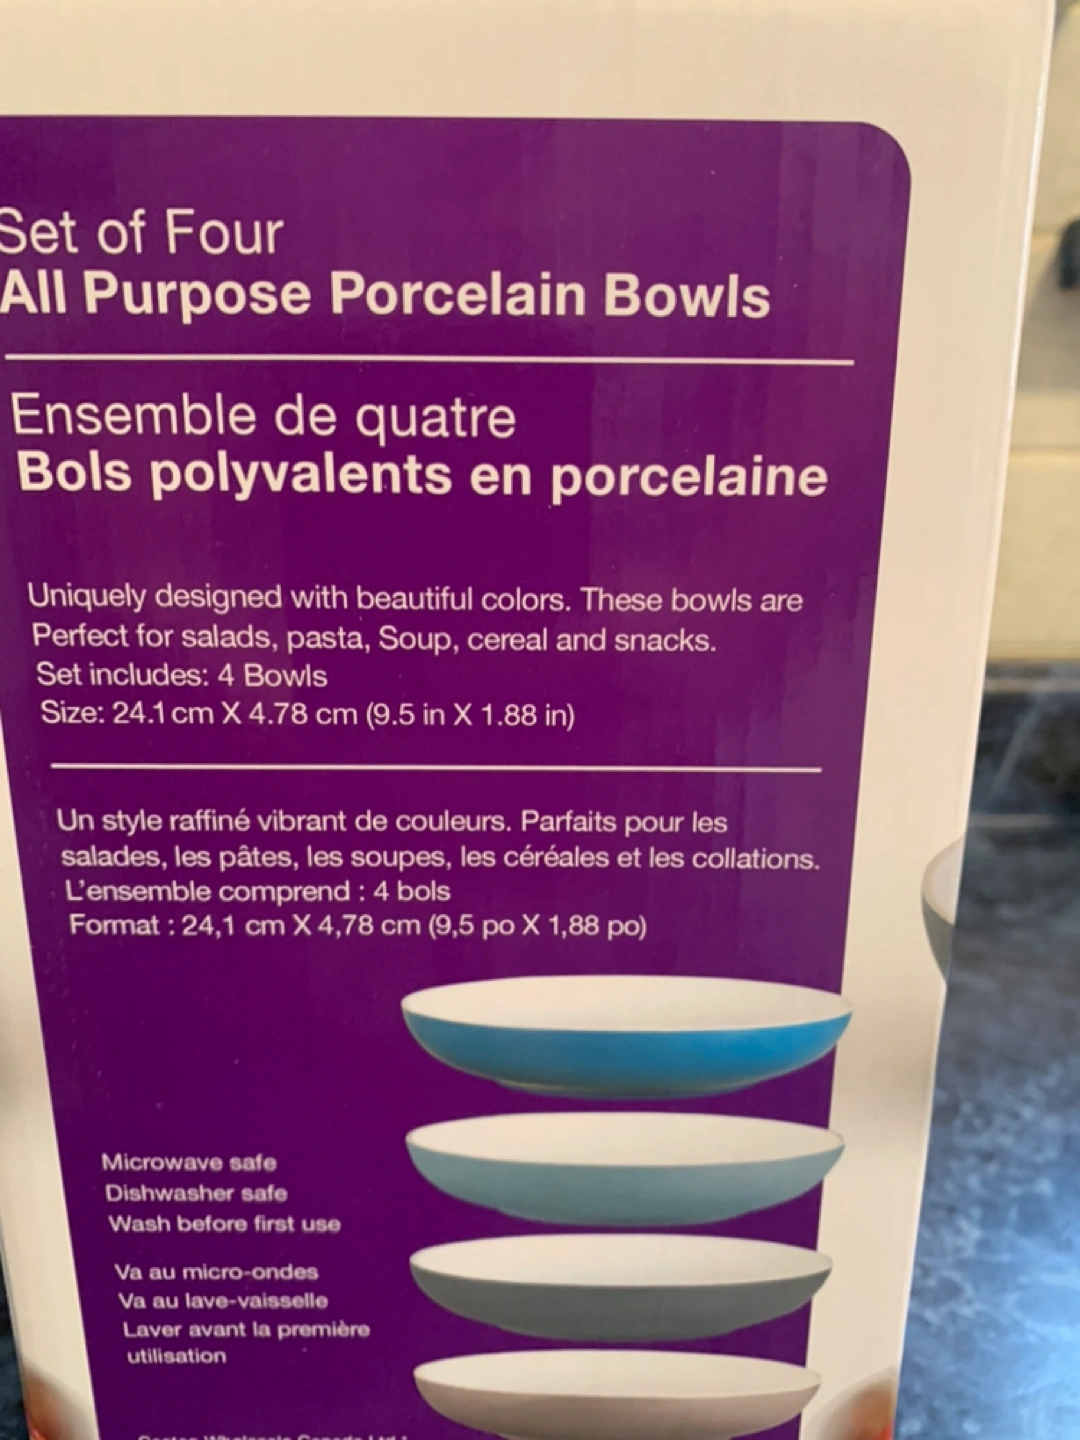 Set of Four
All Purpose Porcelain Bowls
Ensemble de quatre
Bols polyvalents en porcelaine
Uniquely designed with beautiful colors. These bowls are
Perfect for salads, pasta, Soup, cereal and snacks.
Set includes: 4 Bowls
Size: 24.1 cm X 4.78 cm (9.5 in X 1.88 in)
Un style raffiné vibrant de couleurs. Parfaits pour les
salades, les pâtes, les soupes, les céréales et les collations.
L'ensemble comprend : 4 bols
Format : 24,1 cm X 4,78 cm (9,5 po X 1,88 po)
Microwave safe
Dishwasher safe
Wash before first use
Va au micro-ondes
Va au lave-vaisselle
Laver avant la première
utilisation